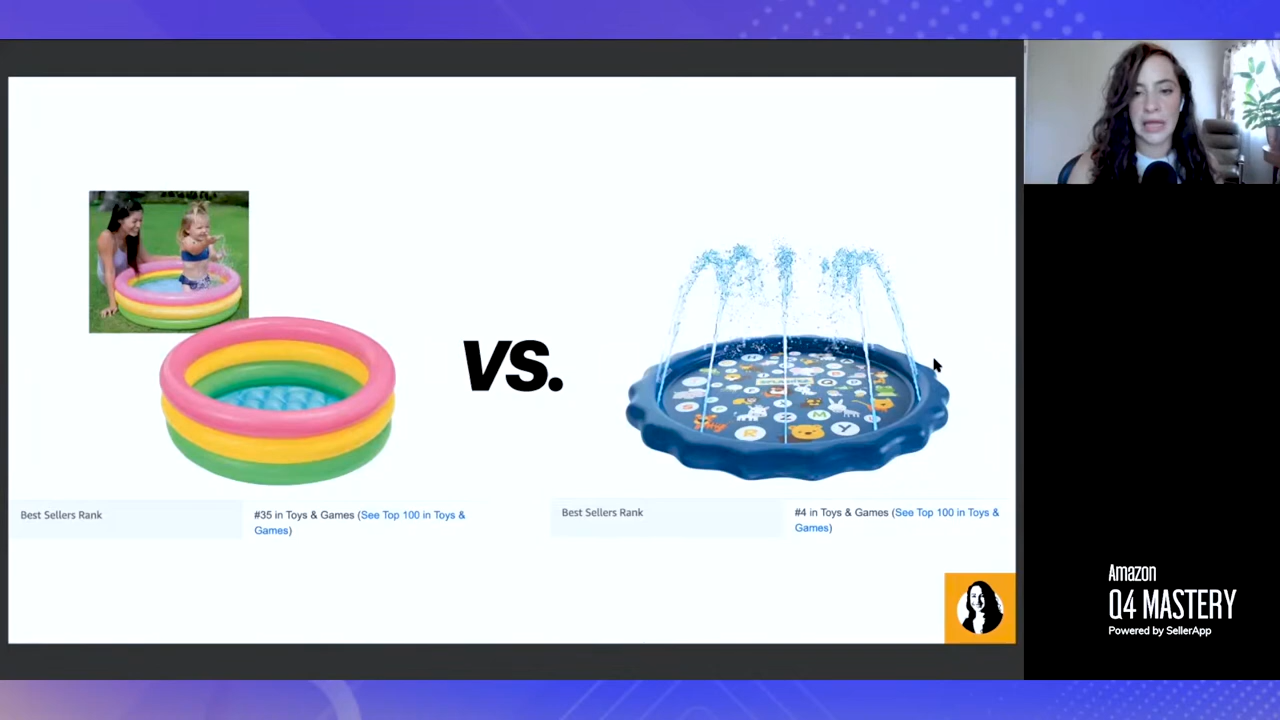 VS.
Best Sellers Rank
#35 in Toys & Games (See Top 100 in Toys &
Games)
Best Sellers Rank
#4 in Toys & Games (See Top 100 in Toys &
Games)
Amazon
Q4 MASTERY
Powered by SellerApp